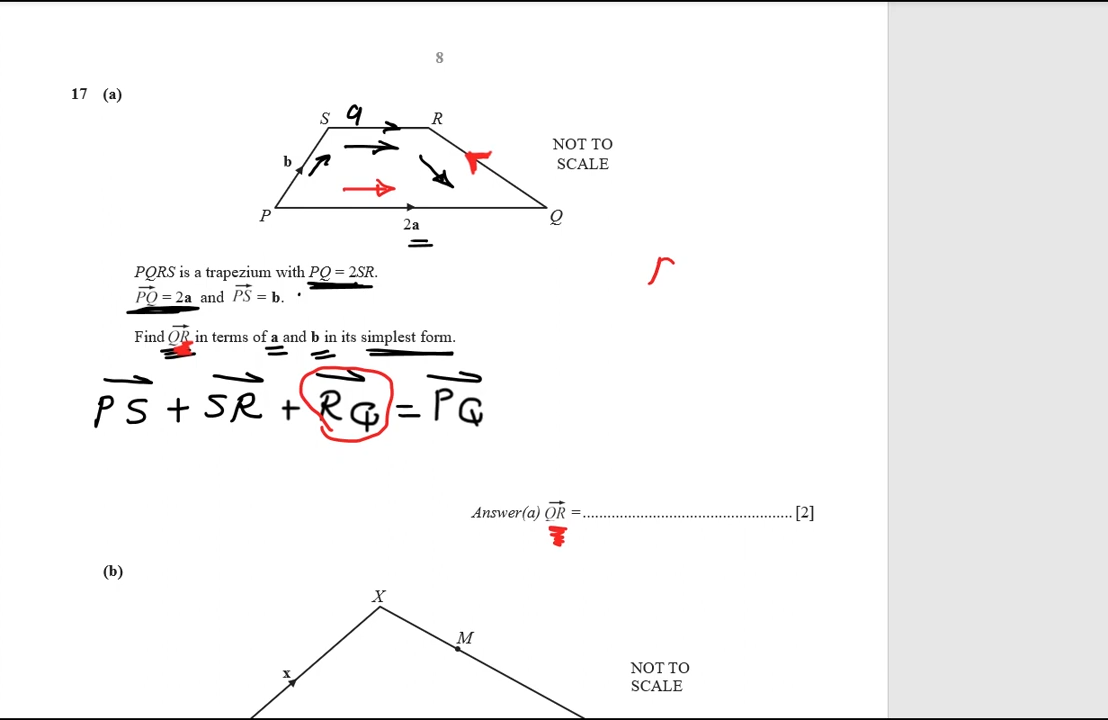 8
17 (a)
S a R
b
NOT TO
SCALE
P
2a
Q
PQRS is a trapezium with PQ = 2SR.
PQ = 2a and PS = b.
Find QR in terms of a and b in its simplest form.
PS + SR + RQ = PQ
Answer(a) QR = ................................................ [2]
(b)
X
M
x
NOT TO
SCALE